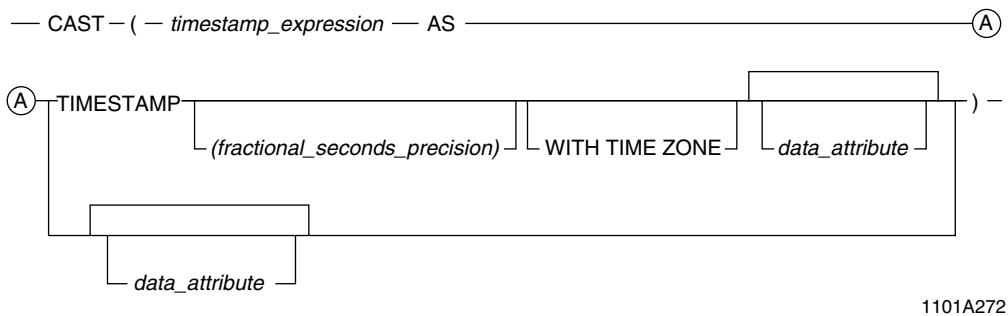 CAST ( timestamp_expression AS A
A TIMESTAMP )
(fractional_seconds_precision) WITH TIME ZONE data_attribute
data_attribute
1101A272